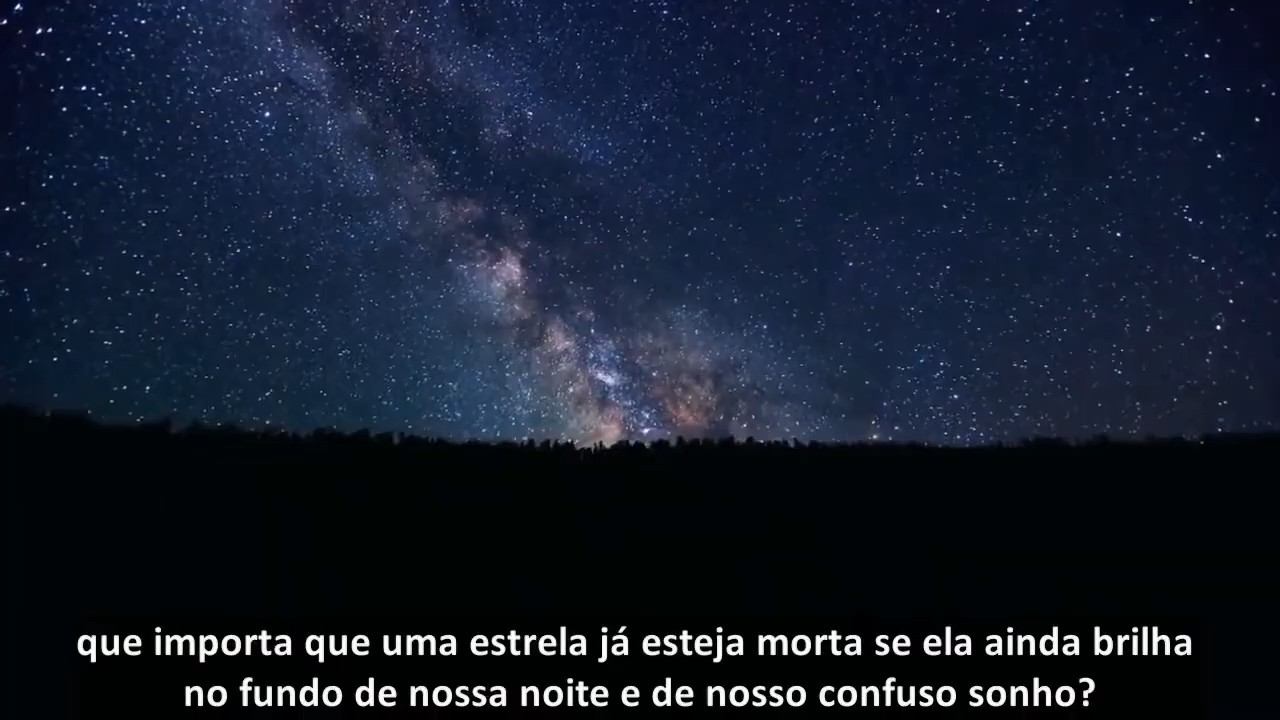 que importa que uma estrela já esteja morta se ela ainda brilha
no fundo de nossa noite e de nosso confuso sonho?